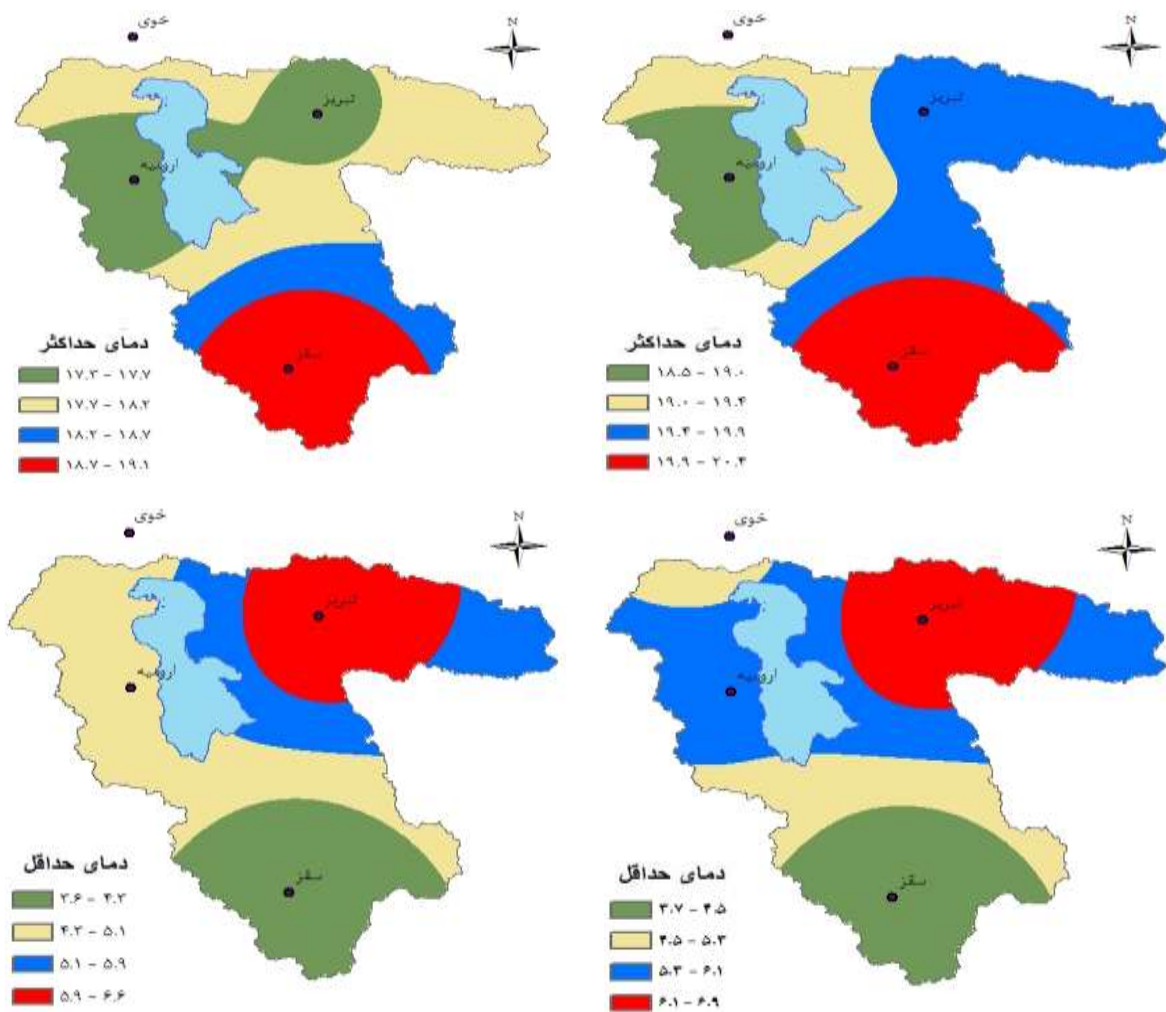 خوی
N
تبریز
ارومیه
سقز
دمای حداکثر
۱۷.۳ - ۱۷.۷
۱۷.۷ - ۱۸.۲
۱۸.۲ - ۱۸.۷
۱۸.۷ - ۱۹.۱
خوی
N
تبریز
ارومیه
سقز
دمای حداکثر
۱۸.۵ - ۱۹.۰
۱۹.۰ - ۱۹.۴
۱۹.۴ - ۱۹.۹
۱۹.۹ - ۲۰.۴
خوی
N
تبریز
ارومیه
سقز
دمای حداقل
۳.۶ - ۴.۳
۴.۳ - ۵.۱
۵.۱ - ۵.۹
۵.۹ - ۶.۶
خوی
N
تبریز
ارومیه
سقز
دمای حداقل
۳.۷ - ۴.۵
۴.۵ - ۵.۳
۵.۳ - ۶.۱
۶.۱ - ۶.۹